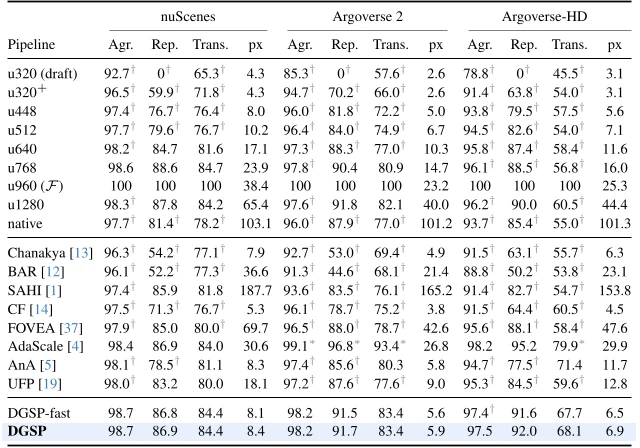 nuScenes Argoverse 2 Argoverse-HD
Pipeline Agr. Rep. Trans. px Agr. Rep. Trans. px Agr. Rep. Trans. px
u320 (draft) 92.7† 0† 65.3† 4.3 85.3† 0† 57.6† 2.6 78.8† 0† 45.5† 3.1
u320+ 96.5† 59.9† 71.8† 4.3 94.7† 70.2† 66.0† 2.6 91.4† 63.8† 54.0† 3.1
u448 97.4† 76.7† 76.4† 8.0 96.0† 81.8† 72.2† 5.0 93.8† 79.5† 57.5† 5.6
u512 97.7† 79.6† 76.7† 10.2 96.4† 84.0† 74.9† 6.7 94.5† 82.6† 54.0† 7.1
u640 98.2† 84.7 81.6 17.1 97.3† 88.3† 77.0† 10.3 95.8† 87.4† 58.4† 11.6
u768 98.6 88.6 84.7 23.9 97.8† 90.4 80.9 14.7 96.1† 88.5† 56.8† 16.0
u960 (F) 100 100 100 38.4 100 100 100 23.2 100 100 100 25.3
u1280 98.3† 87.8 84.2 65.4 97.6† 91.8 82.1 40.0 96.2† 90.0 60.5† 44.4
native 97.7† 81.4† 78.2† 103.1 96.0† 87.9† 77.0† 101.2 93.7† 85.4† 55.0† 101.3
Chanakya [13] 96.3† 54.2† 77.1† 7.9 92.7† 53.0† 69.4† 4.9 91.5† 63.1† 55.7† 6.3
BAR [12] 96.1† 52.2† 77.3† 36.6 91.3† 44.6† 68.1† 21.4 88.8† 50.2† 53.8† 23.1
SAHI [1] 97.4† 85.9 81.8 187.7 93.6† 83.5† 76.1† 165.2 91.4† 82.7† 54.7† 153.8
CF [14] 97.5† 71.3† 76.7† 5.3 96.1† 78.7† 75.2† 3.8 91.5† 64.4† 60.5† 4.5
FOVEA [37] 97.9† 85.0 80.0† 69.7 96.5† 88.0† 78.7† 42.6 95.6† 88.1† 58.4† 47.6
AdaScale [4] 98.4 86.9 84.0 30.6 99.1* 96.8* 93.4* 26.8 98.2 95.2 79.9* 29.9
AnA [5] 98.1† 78.5† 81.1 8.3 97.4† 85.6† 80.3 5.8 94.7† 77.5† 71.4 11.7
UFP [19] 98.0† 83.2 80.0 18.1 97.2† 87.6† 77.6† 9.0 95.3† 84.5† 59.6† 12.8
DGSP-fast 98.7 86.8 84.4 8.1 98.2 91.5 83.4 5.6 97.4† 91.6 67.7 6.5
DGSP 98.7 86.9 84.4 8.4 98.2 91.7 83.4 5.9 97.5 92.0 68.1 6.9